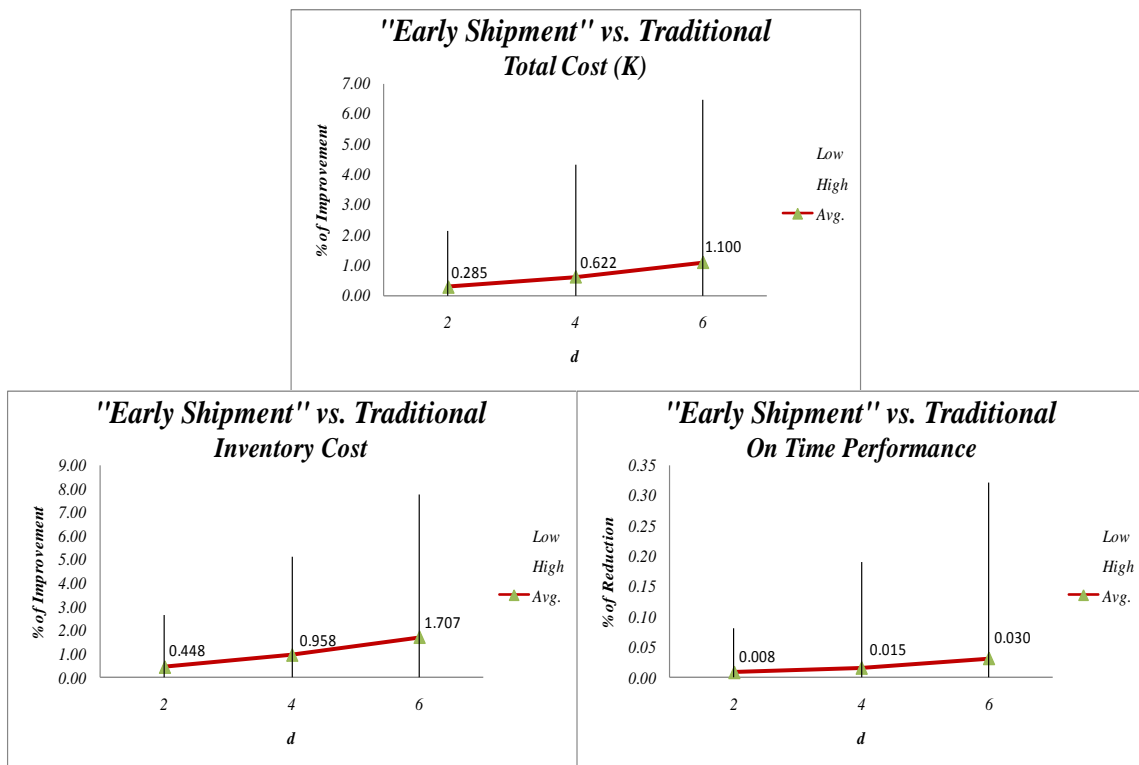 "Early Shipment" vs. Traditional
Total Cost (K)
7.00
6.00
5.00
4.00
3.00
2.00
1.00
0.00
% of Improvement
0.285
0.622
1.100
2 4 6
d
Low
High
Avg.
"Early Shipment" vs. Traditional
Inventory Cost
9.00
8.00
7.00
6.00
5.00
4.00
3.00
2.00
1.00
0.00
% of Improvement
0.448
0.958
1.707
2 4 6
d
Low
High
Avg.
"Early Shipment" vs. Traditional
On Time Performance
0.35
0.30
0.25
0.20
0.15
0.10
0.05
0.00
% of Reduction
0.008
0.015
0.030
2 4 6
d
Low
High
Avg.